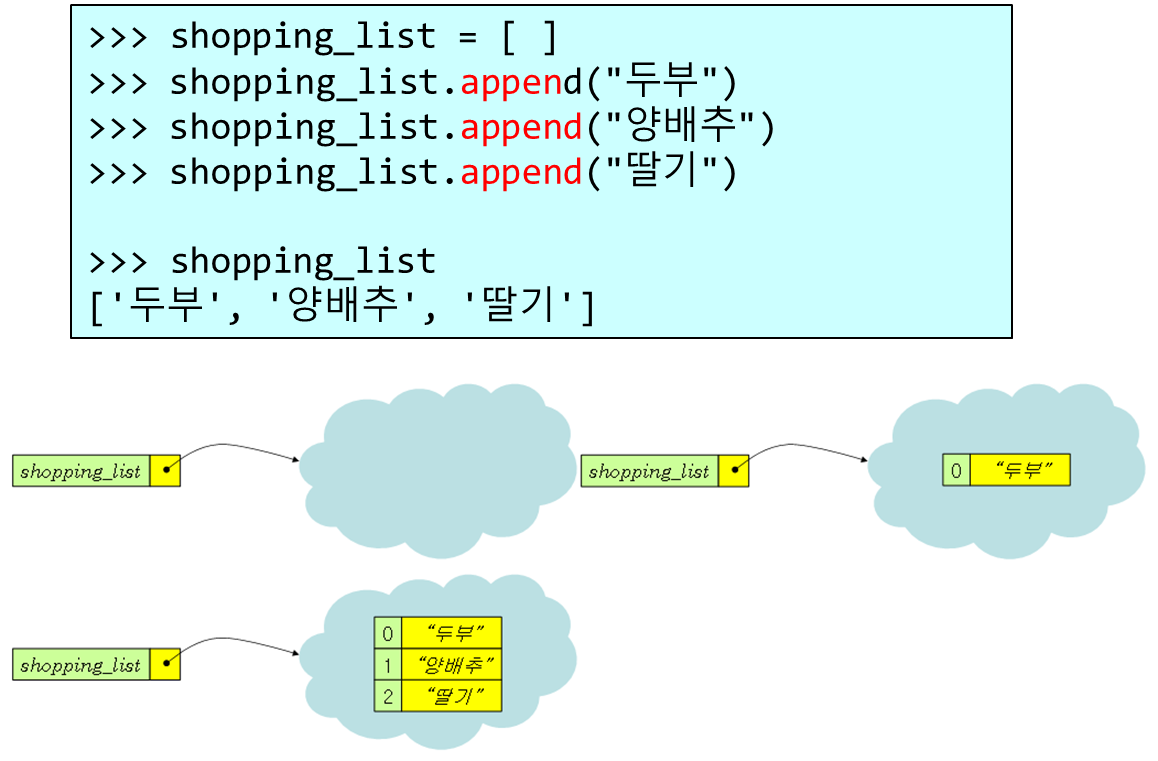 >>> shopping_list = [ ]
>>> shopping_list.append("두부")
>>> shopping_list.append("양배추")
>>> shopping_list.append("딸기")
>>> shopping_list
['두부', '양배추', '딸기']
shopping_list
shopping_list
0 “두부”
shopping_list
0 “두부”
1 “양배추”
2 “딸기”